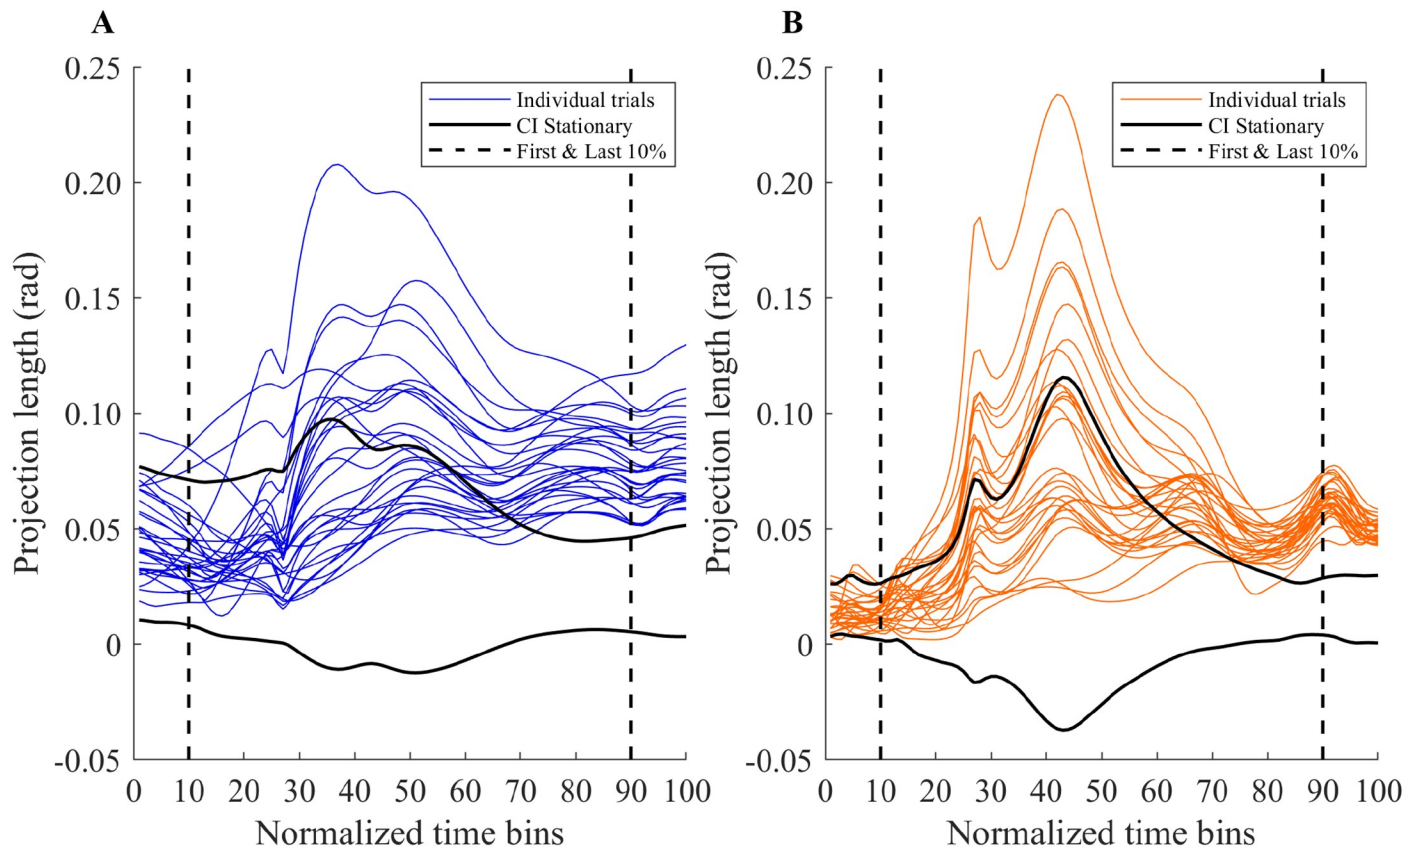 A
0.25
0.20
0.15
0.10
0.05
0
-0.05
Projection length (rad)
Individual trials
CI Stationary
First & Last 10%
0 10 20 30 40 50 60 70 80 90 100
Normalized time bins
B
0.25
0.20
0.15
0.10
0.05
0
-0.05
Projection length (rad)
Individual trials
CI Stationary
First & Last 10%
0 10 20 30 40 50 60 70 80 90 100
Normalized time bins